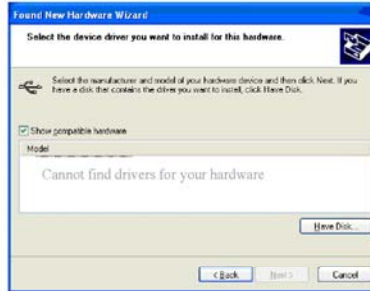 Found New Hardware Wizard
Select the device driver you want to install for this hardware.
Select the manufacturer and model of your hardware device and then click Next. If you
have a disk that contains the driver you want to install, click Have Disk.
Show compatible hardware
Model
Cannot find drivers for your hardware
Have Disk...
< Back
Next >
Cancel